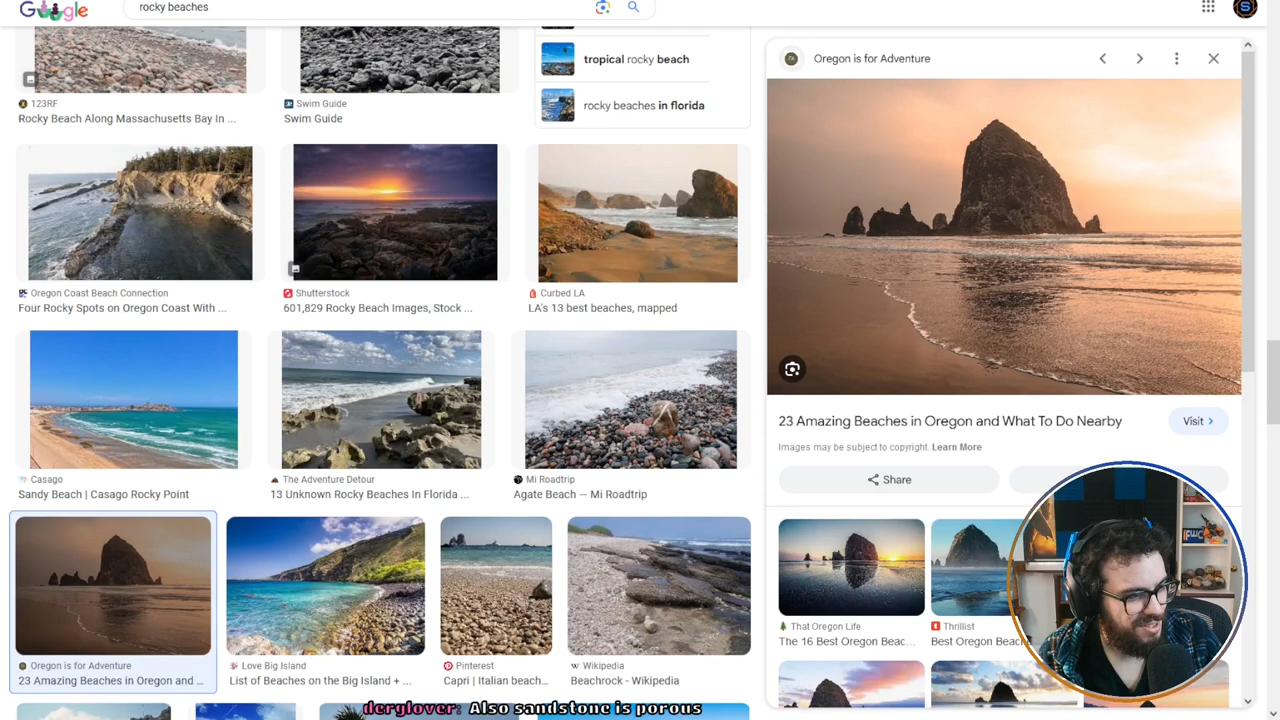 Google
rocky beaches
tropical rocky beach
rocky beaches in florida
123RF
Rocky Beach Along Massachusetts Bay In ...
Swim Guide
Swim Guide
Oregon Coast Beach Connection
Four Rocky Spots on Oregon Coast With ...
Shutterstock
601,829 Rocky Beach Images, Stock ...
Curbed LA
LA's 13 best beaches, mapped
Casago
Sandy Beach | Casago Rocky Point
The Adventure Detour
13 Unknown Rocky Beaches In Florida ...
Mi Roadtrip
Agate Beach — Mi Roadtrip
Oregon is for Adventure
23 Amazing Beaches in Oregon and ...
Love Big Island
List of Beaches on the Big Island + ...
Pinterest
Capri | Italian beach...
Wikipedia
Beachrock - Wikipedia
Oregon is for Adventure
23 Amazing Beaches in Oregon and What To Do Nearby
Visit
Images may be subject to copyright. Learn More
Share
That Oregon Life
The 16 Best Oregon Beac...
Thrillist
Best Oregon Beac
derglover: Also sandstone is porous